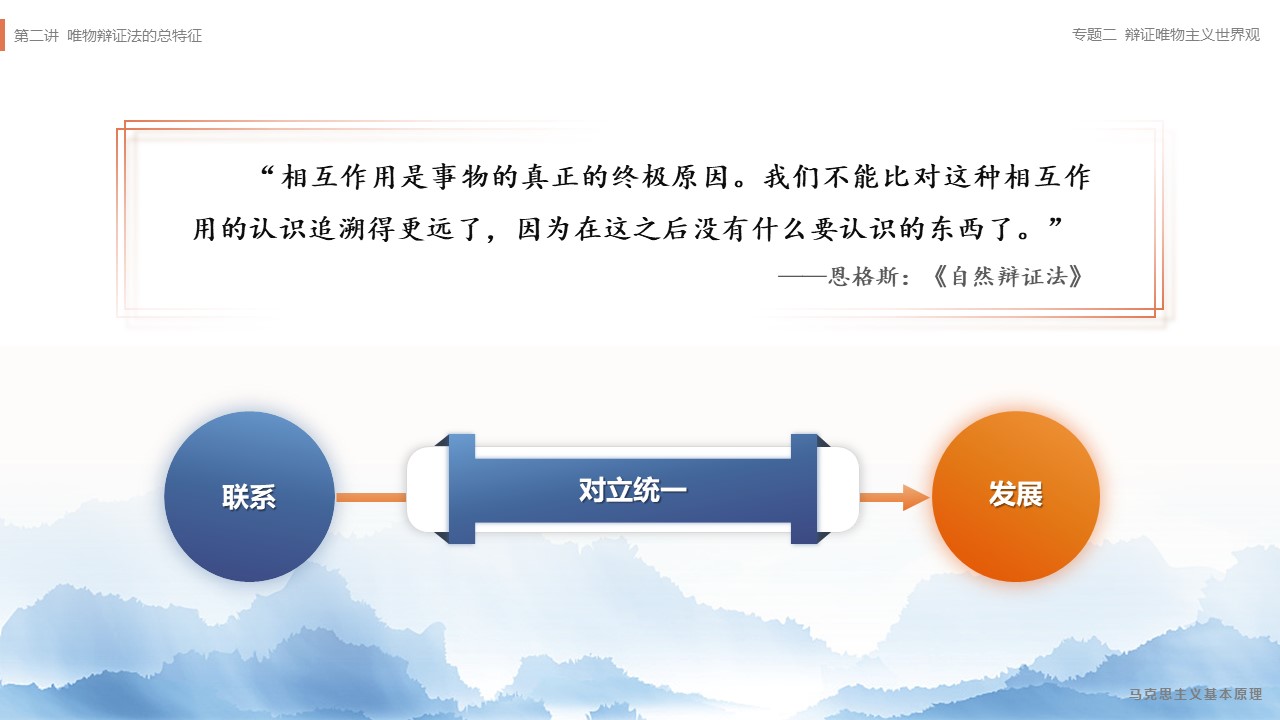 第二讲 唯物辩证法的总特征
专题二 辩证唯物主义世界观
“相互作用是事物的真正的终极原因。我们不能比对这种相互作
用的认识追溯得更远了，因为在这之后没有什么要认识的东西了。”
——恩格斯：《自然辩证法》
联系
对立统一
发展
马克思主义基本原理